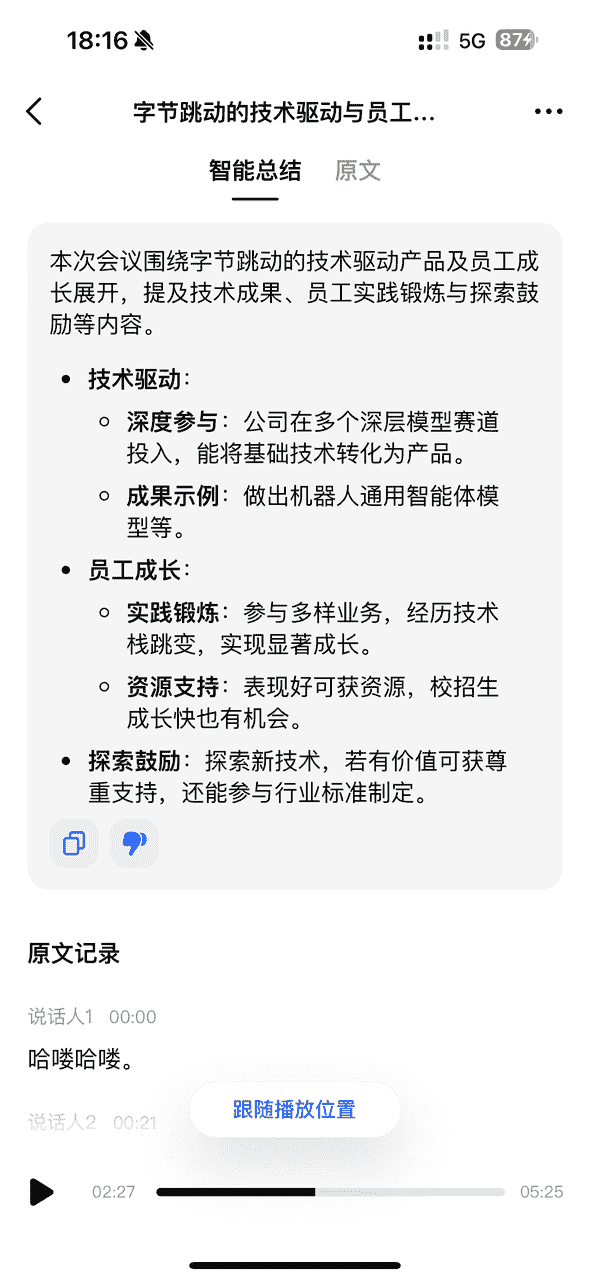 18:16
5G
87
字节跳动的技术驱动与员工...
智能总结
原文
本次会议围绕字节跳动的技术驱动产品及员工成
长展开，提及技术成果、员工实践锻炼与探索鼓
励等内容。
• 技术驱动：
○ 深度参与：公司在多个深层模型赛道
投入，能将基础技术转化为产品。
○ 成果示例：做出机器人通用智能体模
型等。
• 员工成长：
○ 实践锻炼：参与多样业务，经历技术
栈跳变，实现显著成长。
○ 资源支持：表现好可获资源，校招生
成长快也有机会。
• 探索鼓励：探索新技术，若有价值可获尊
重支持，还能参与行业标准制定。
原文记录
说话人1 00:00
哈喽哈喽。
说话人2 00:21
跟随播放位置
02:27
05:25